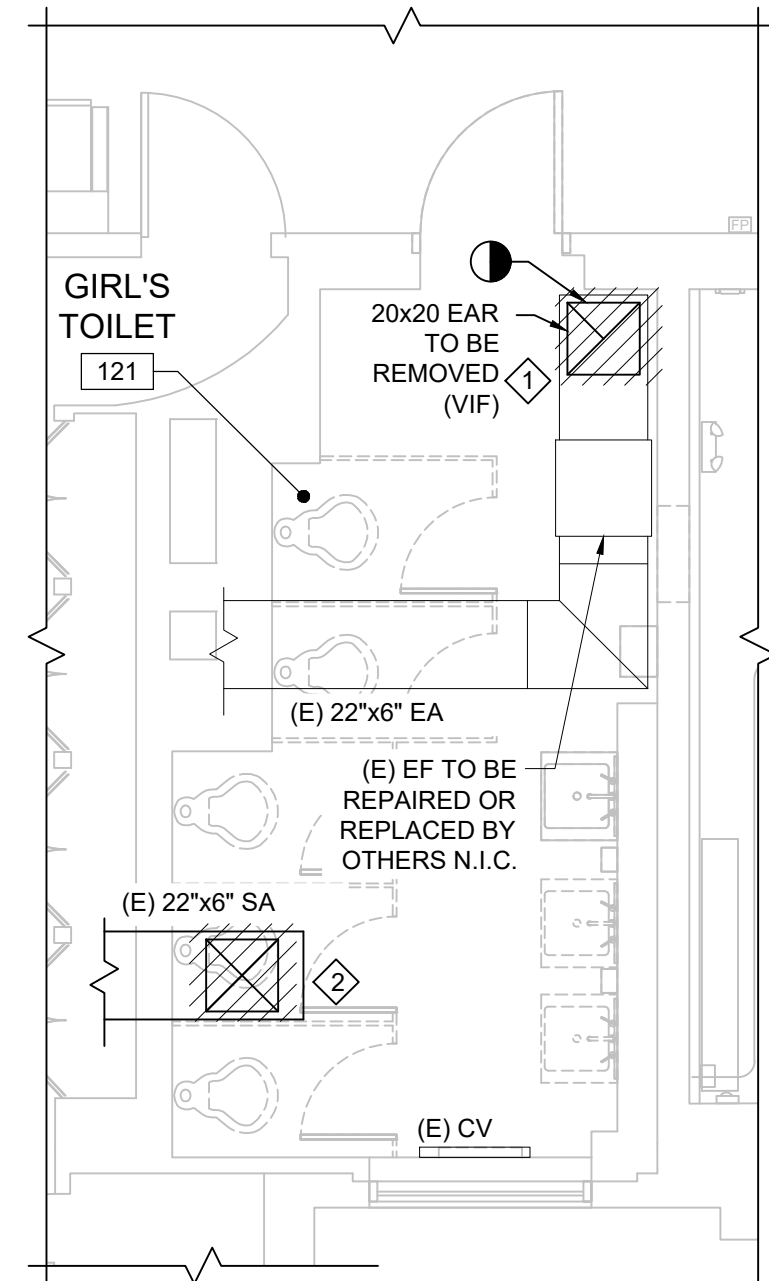 FP
GIRL'S
TOILET
121
20x20 EAR
TO BE
REMOVED
(VIF)
1
(E) 22"x6" EA
(E) EF TO BE
REPAIRED OR
REPLACED BY
OTHERS N.I.C.
(E) 22"x6" SA
2
(E) CV